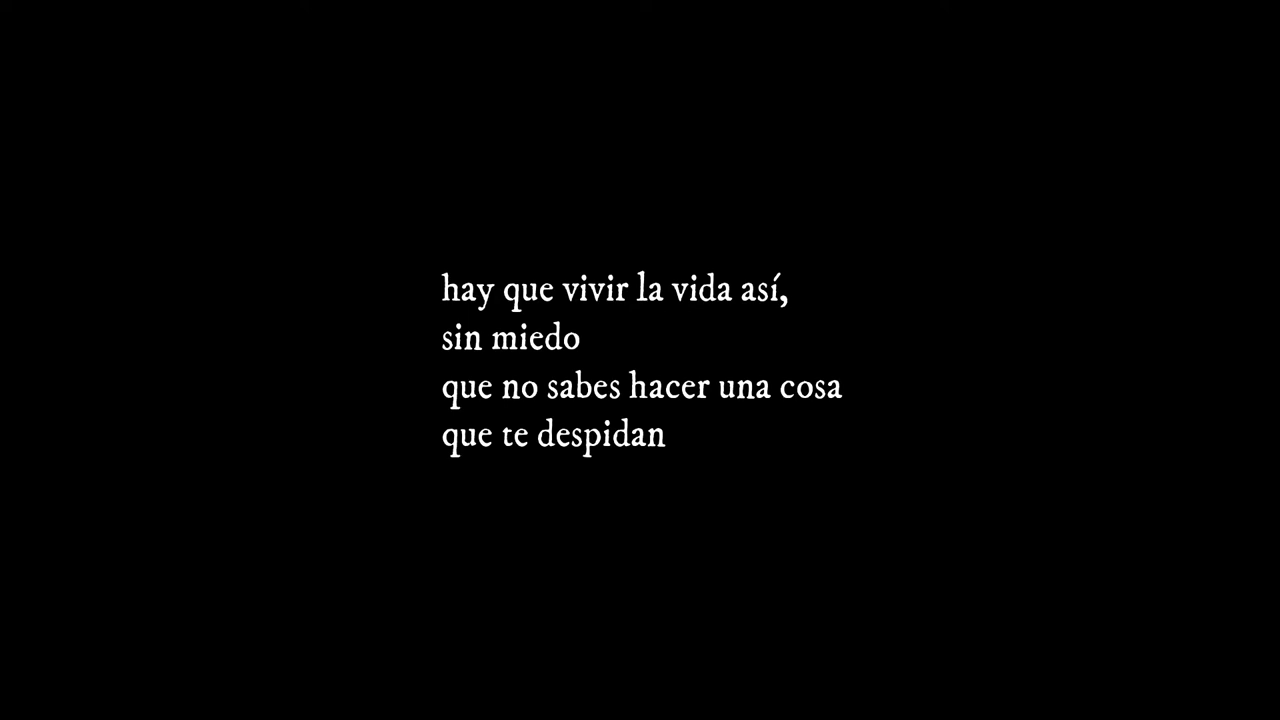 hay que vivir la vida así,
sin miedo
que no sabes hacer una cosa
que te despidan